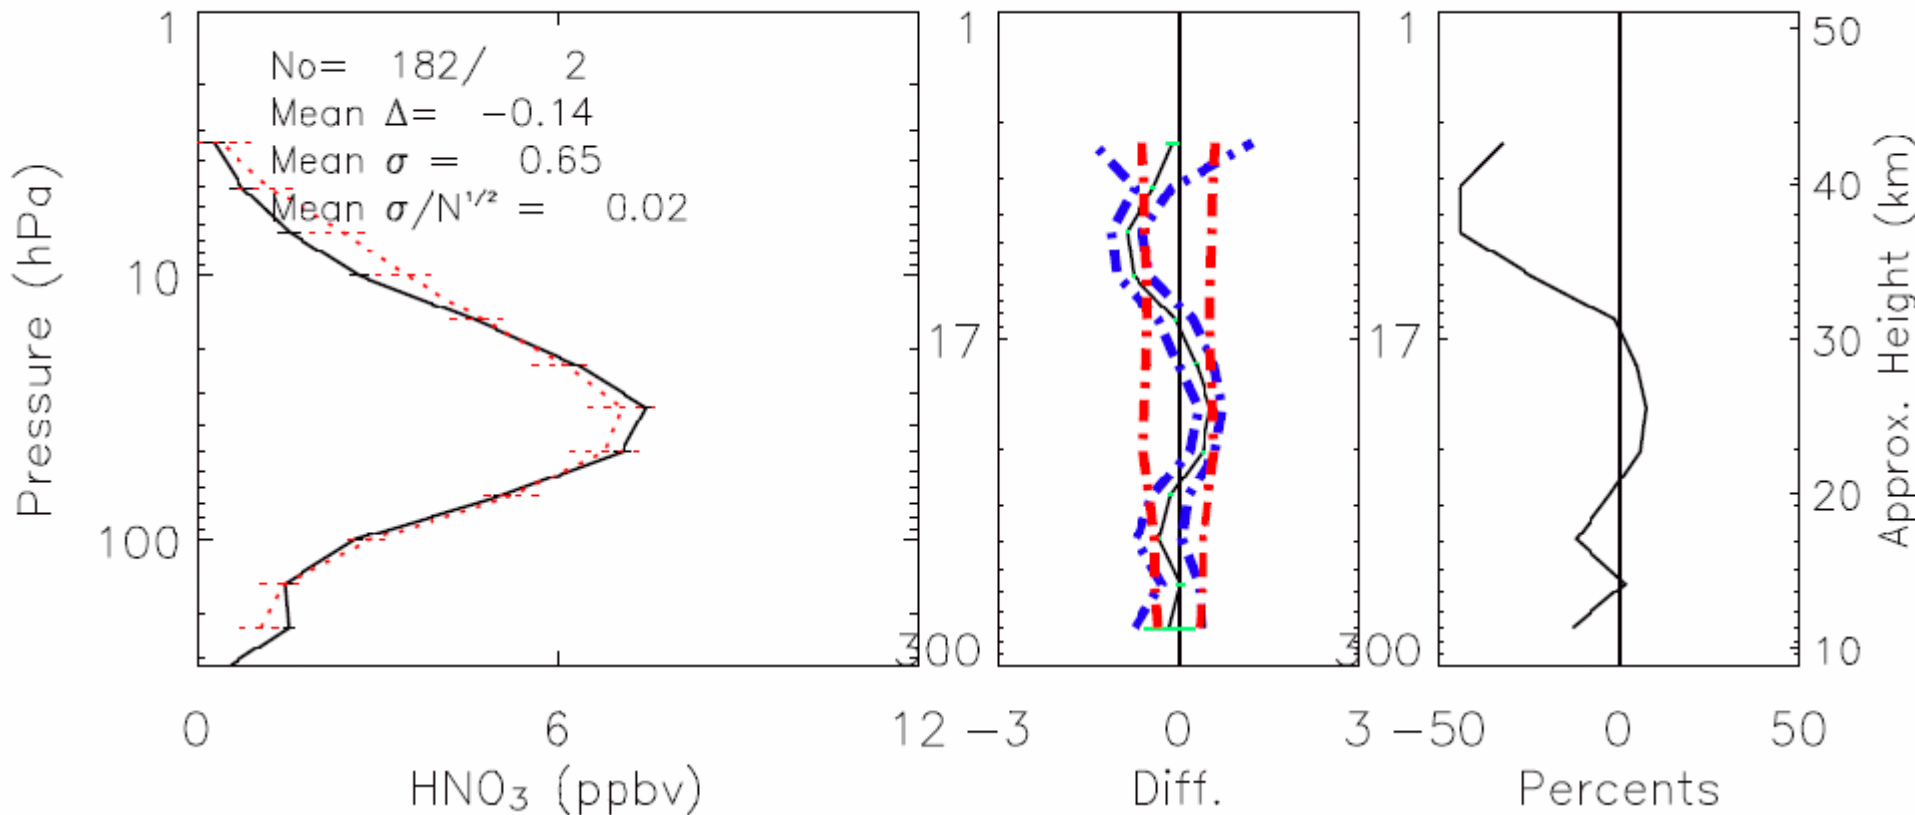 No= 182/ 2
Mean Δ= -0.14
Mean σ = 0.65
Mean σ/N¹/² = 0.02
Pressure (hPa)
1
10
100
0
6
12
HNO₃ (ppbv)
1
17
300
-3
0
3
Diff.
1
17
300
-50
0
50
Percents
50
40
30
20
10
Approx. Height (km)